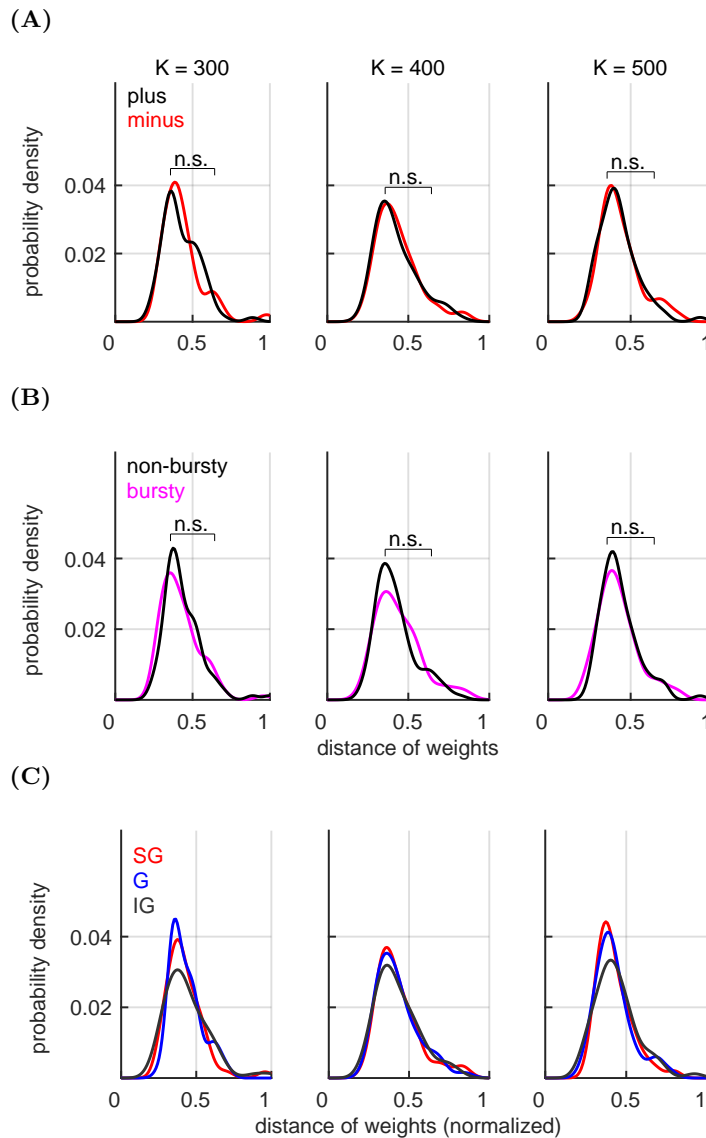 (A)
K = 300 K = 400 K = 500
plus
minus
n.s. n.s. n.s.
probability density
0.04
0.02
0 0.5 1 0 0.5 1 0 0.5 1
(B)
non-bursty
bursty
n.s. n.s. n.s.
probability density
0.04
0.02
0 0.5 1 0 0.5 1 0 0.5 1
distance of weights
(C)
SG
G
IG
probability density
0.04
0.02
0 0.5 1 0 0.5 1 0 0.5 1
distance of weights (normalized)